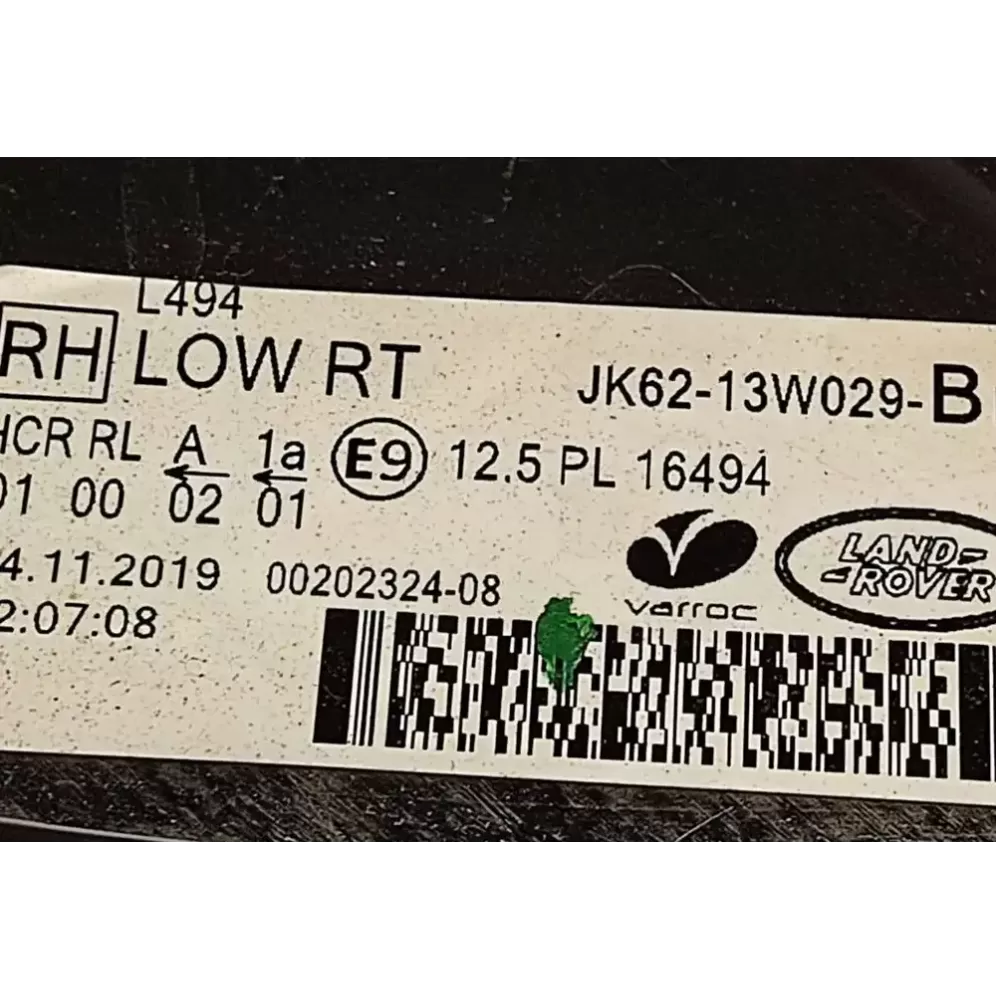 L494
RH LOW RT JK62-13W029-B
HCR RL A 1a E9 12.5 PL 16494
01 00 02 01
4.11.2019 00202324-08
2:07:08
varroc
LAND-
-ROVER